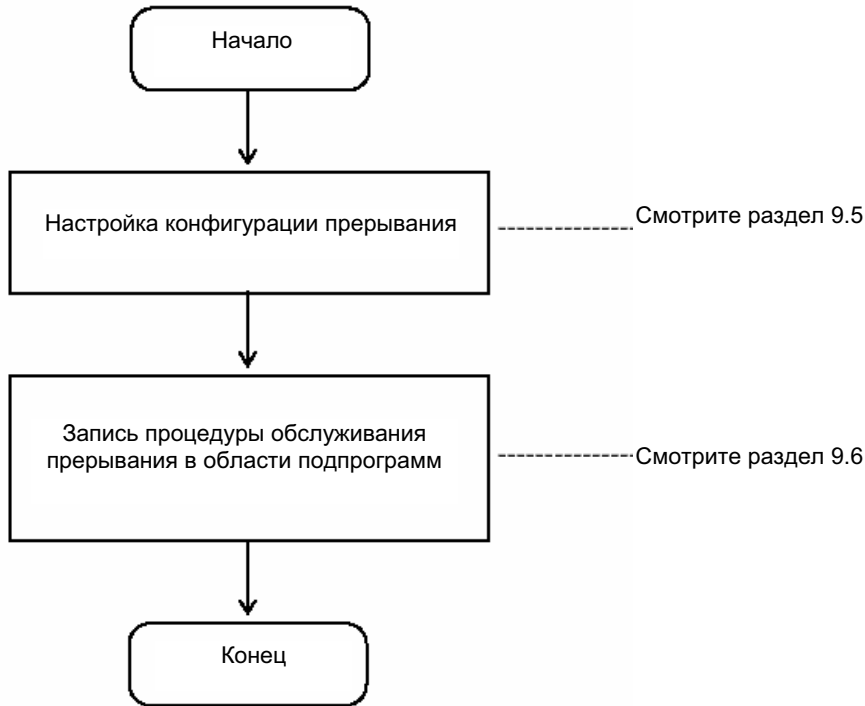 Начало
Настройка конфигурации прерывания
Смотрите раздел 9.5
Запись процедуры обслуживания
прерывания в области подпрограмм
Смотрите раздел 9.6
Конец